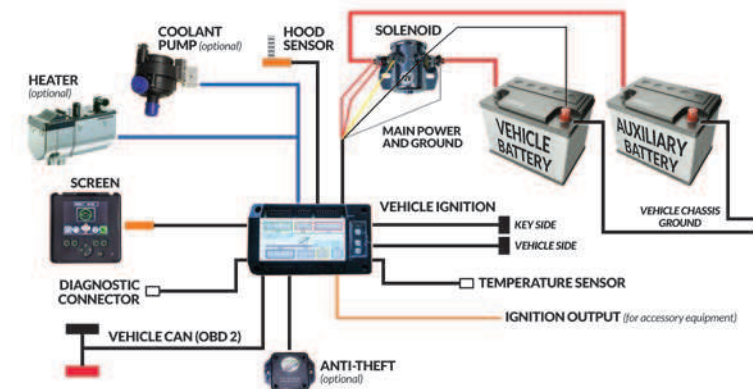 COOLANT
PUMP (optional)
HOOD
SENSOR
SOLENOID
HEATER
(optional)
MAIN POWER
AND GROUND
VEHICLE
BATTERY
AUXILIARY
BATTERY
SCREEN
VEHICLE IGNITION
KEY SIDE
VEHICLE SIDE
VEHICLE CHASSIS
GROUND
DIAGNOSTIC
CONNECTOR
TEMPERATURE SENSOR
IGNITION OUTPUT (for accessory equipment)
VEHICLE CAN (OBD 2)
ANTI-THEFT
(optional)